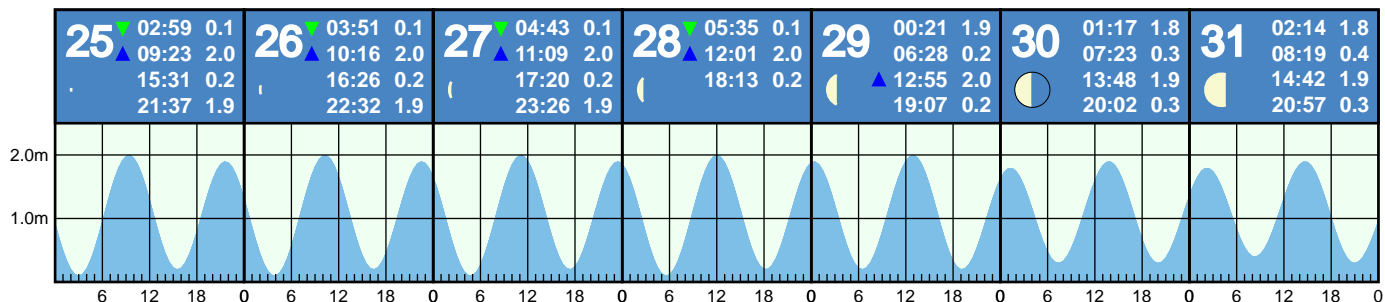 25 ▼ 02:59 0.1
▲ 09:23 2.0
15:31 0.2
21:37 1.9
26 ▼ 03:51 0.1
▲ 10:16 2.0
16:26 0.2
22:32 1.9
27 ▼ 04:43 0.1
▲ 11:09 2.0
17:20 0.2
23:26 1.9
28 ▼ 05:35 0.1
▲ 12:01 2.0
18:13 0.2
29 00:21 1.9
06:28 0.2
▲ 12:55 2.0
19:07 0.2
30 01:17 1.8
07:23 0.3
13:48 1.9
20:02 0.3
31 02:14 1.8
08:19 0.4
14:42 1.9
20:57 0.3
2.0m
1.0m
6 12 18 0 6 12 18 0 6 12 18 0 6 12 18 0 6 12 18 0 6 12 18 0 6 12 18 0